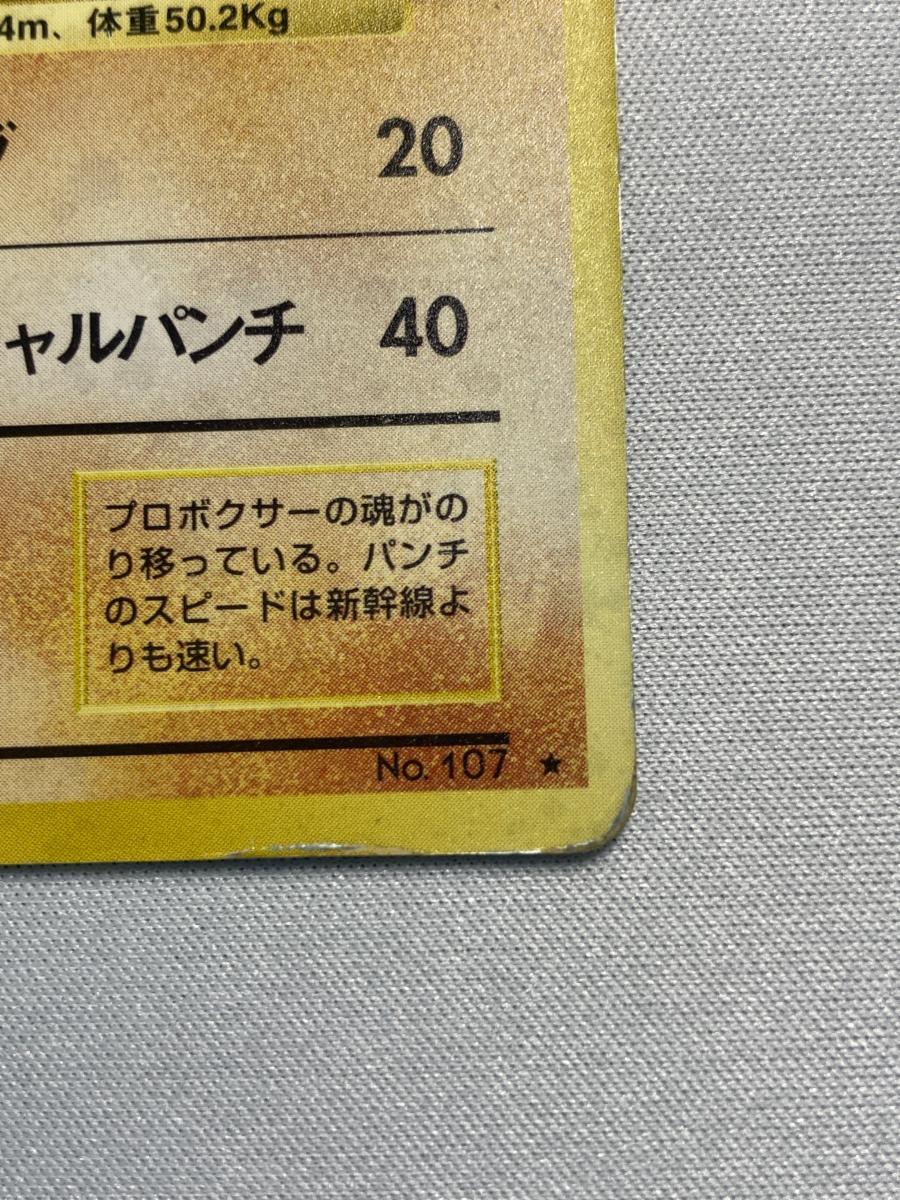 4m、体重50.2Kg
グ 20
ャルパンチ 40
プロボクサーの魂がの
り移っている。パンチ
のスピードは新幹線よ
りも速い。
No. 107 ★